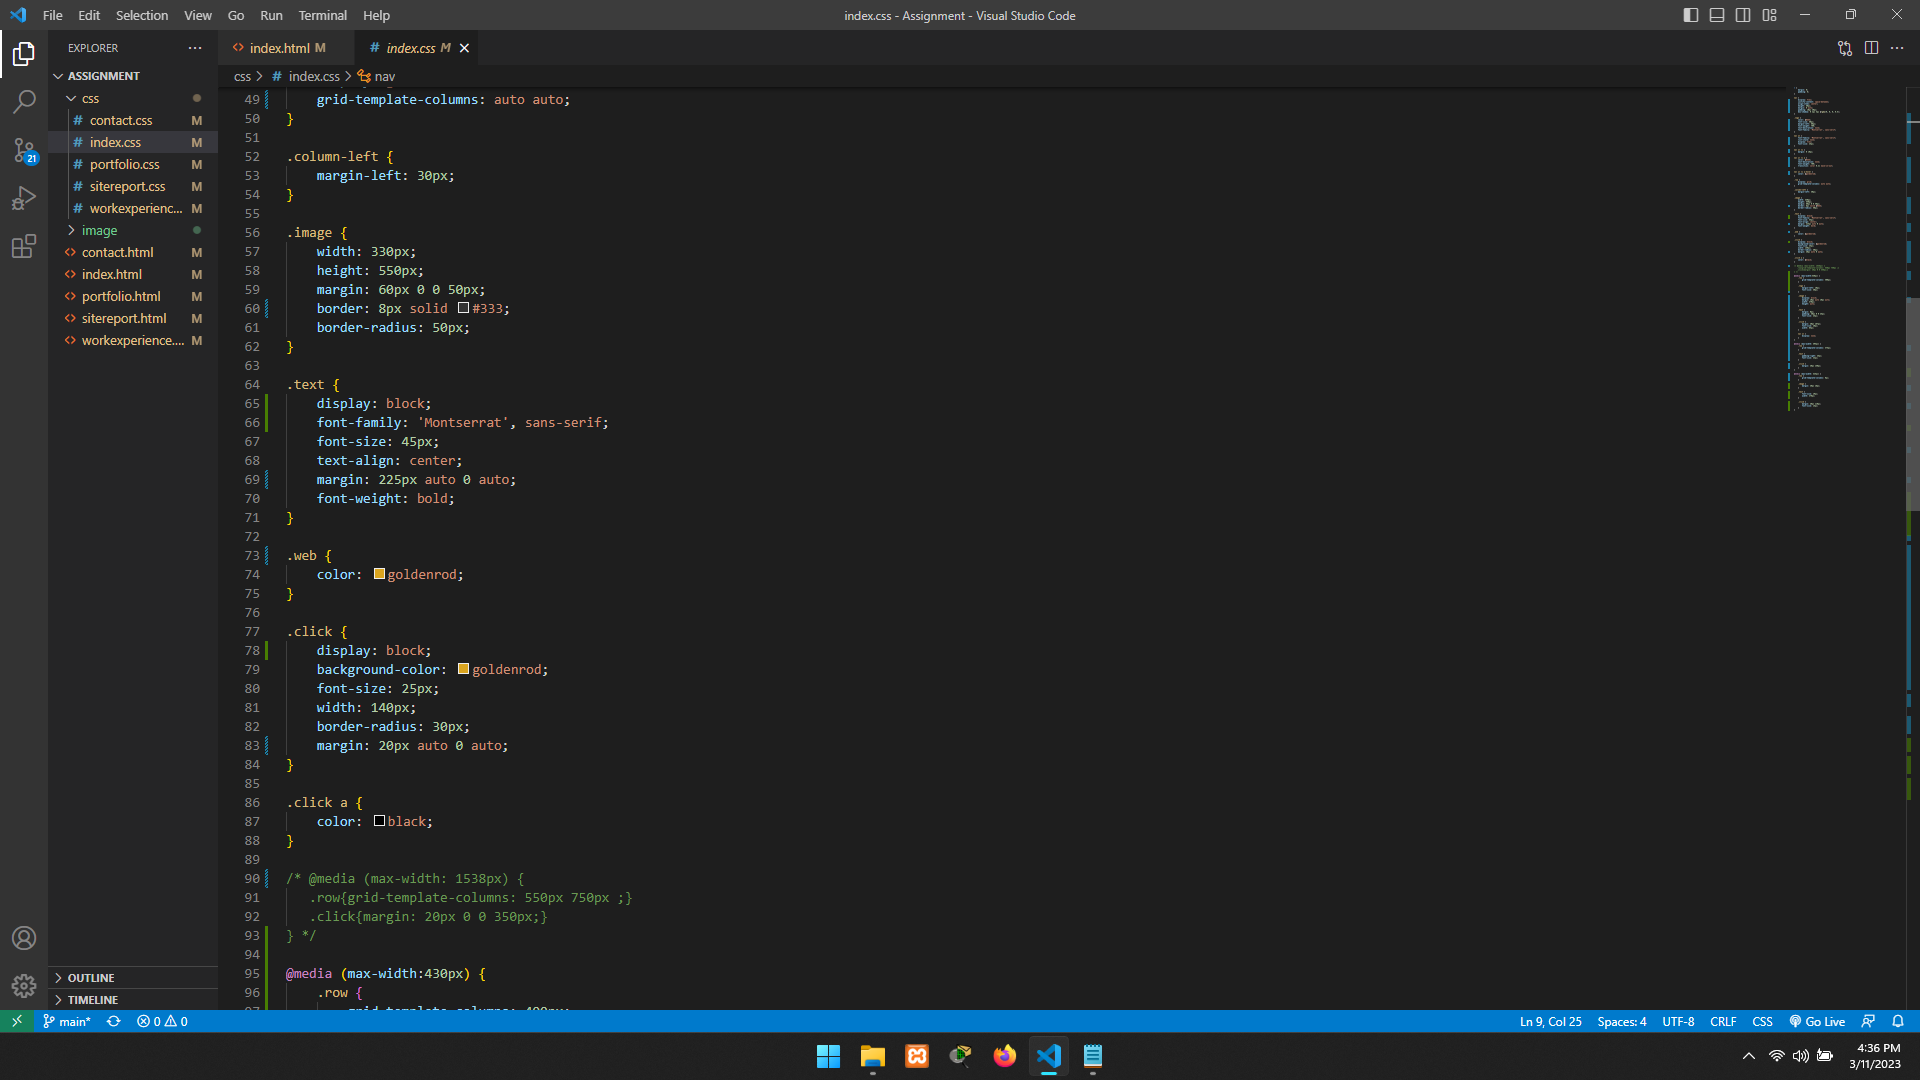 File Edit Selection View Go Run Terminal Help
index.css - Assignment - Visual Studio Code
EXPLORER
ASSIGNMENT
css
# contact.css M
# index.css M
# portfolio.css M
# sitereport.css M
# workexperienc... M
image
<> contact.html M
<> index.html M
<> portfolio.html M
<> sitereport.html M
<> workexperience.... M
OUTLINE
TIMELINE
21
<> index.html M
# index.css M
css > # index.css > nav
49 grid-template-columns: auto auto;
50 }
51
52 .column-left {
53 margin-left: 30px;
54 }
55
56 .image {
57 width: 330px;
58 height: 550px;
59 margin: 60px 0 0 50px;
60 border: 8px solid #333;
61 border-radius: 50px;
62 }
63
64 .text {
65 display: block;
66 font-family: 'Montserrat', sans-serif;
67 font-size: 45px;
68 text-align: center;
69 margin: 225px auto 0 auto;
70 font-weight: bold;
71 }
72
73 .web {
74 color: goldenrod;
75 }
76
77 .click {
78 display: block;
79 background-color: goldenrod;
80 font-size: 25px;
81 width: 140px;
82 border-radius: 30px;
83 margin: 20px auto 0 auto;
84 }
85
86 .click a {
87 color: black;
88 }
89
90 /* @media (max-width: 1538px) {
91 .row{grid-template-columns: 550px 750px ;}
92 .click{margin: 20px 0 0 350px;}
93 } */
94
95 @media (max-width:430px) {
96 .row {
main* 0 0
Ln 9, Col 25 Spaces: 4 UTF-8 CRLF CSS Go Live
4:36 PM
3/11/2023